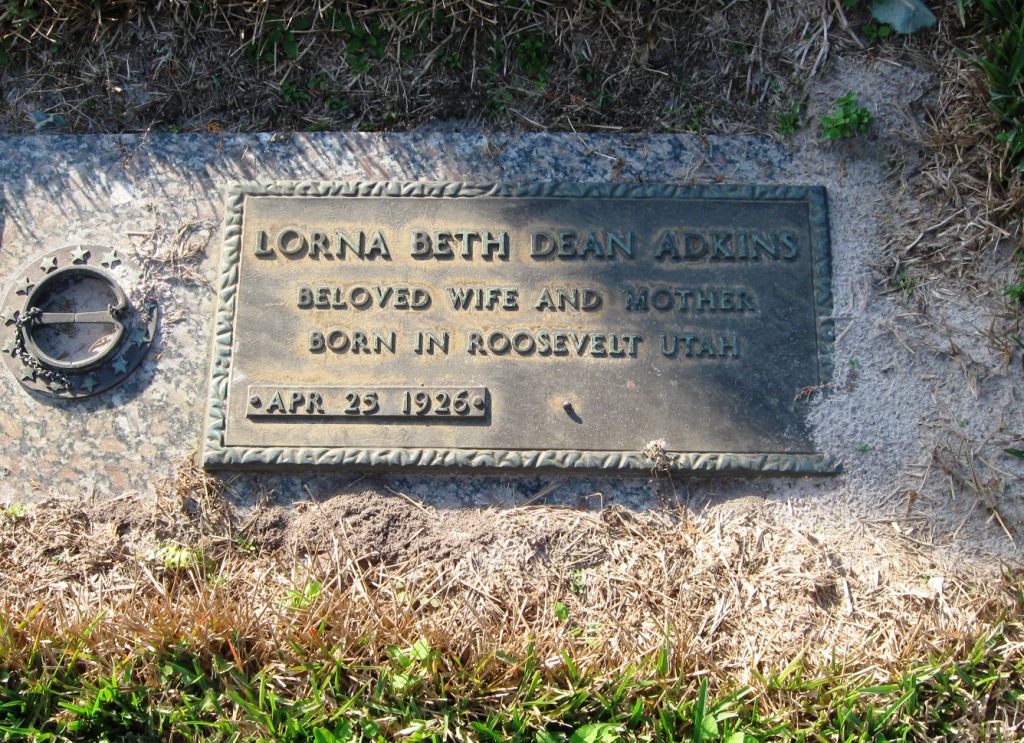 LORNA BETH DEAN ADKINS
BELOVED WIFE AND MOTHER
BORN IN ROOSEVELT UTAH
APR 25 1926